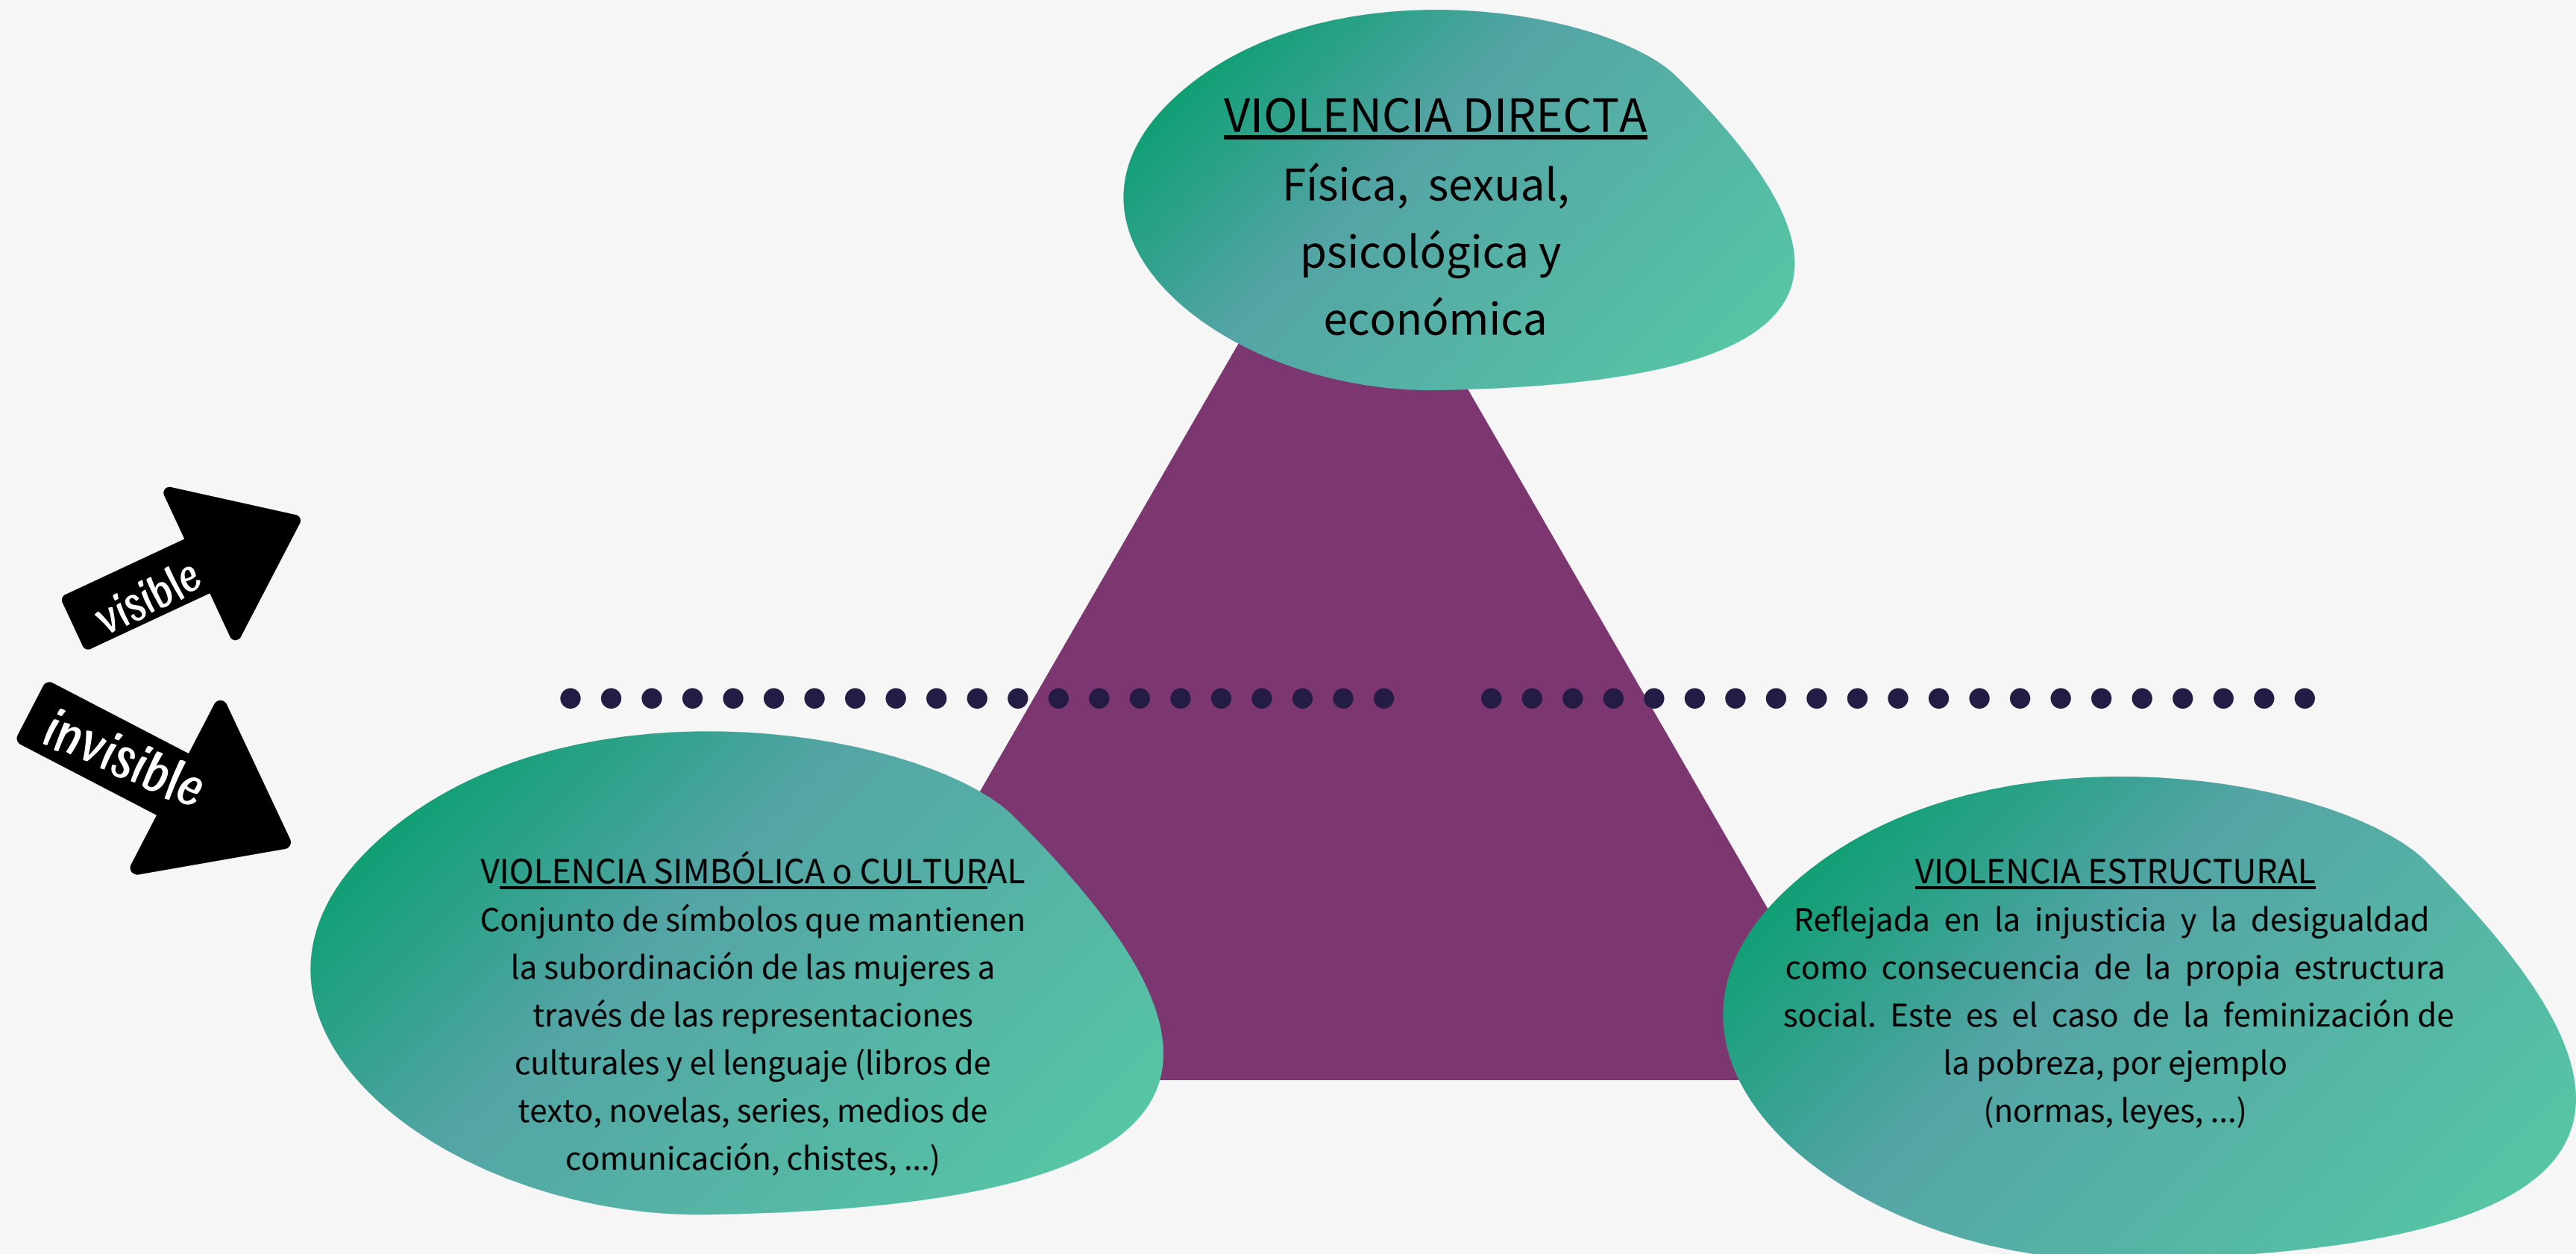 VIOLENCIA DIRECTA
Física, sexual,
psicológica y
económica
visible
invisible
VIOLENCIA SIMBÓLICA o CULTURAL
Conjunto de símbolos que mantienen
la subordinación de las mujeres a
través de las representaciones
culturales y el lenguaje (libros de
texto, novelas, series, medios de
comunicación, chistes, ...)
VIOLENCIA ESTRUCTURAL
Reflejada en la injusticia y la desigualdad
como consecuencia de la propia estructura
social. Este es el caso de la feminización de
la pobreza, por ejemplo
(normas, leyes, ...)